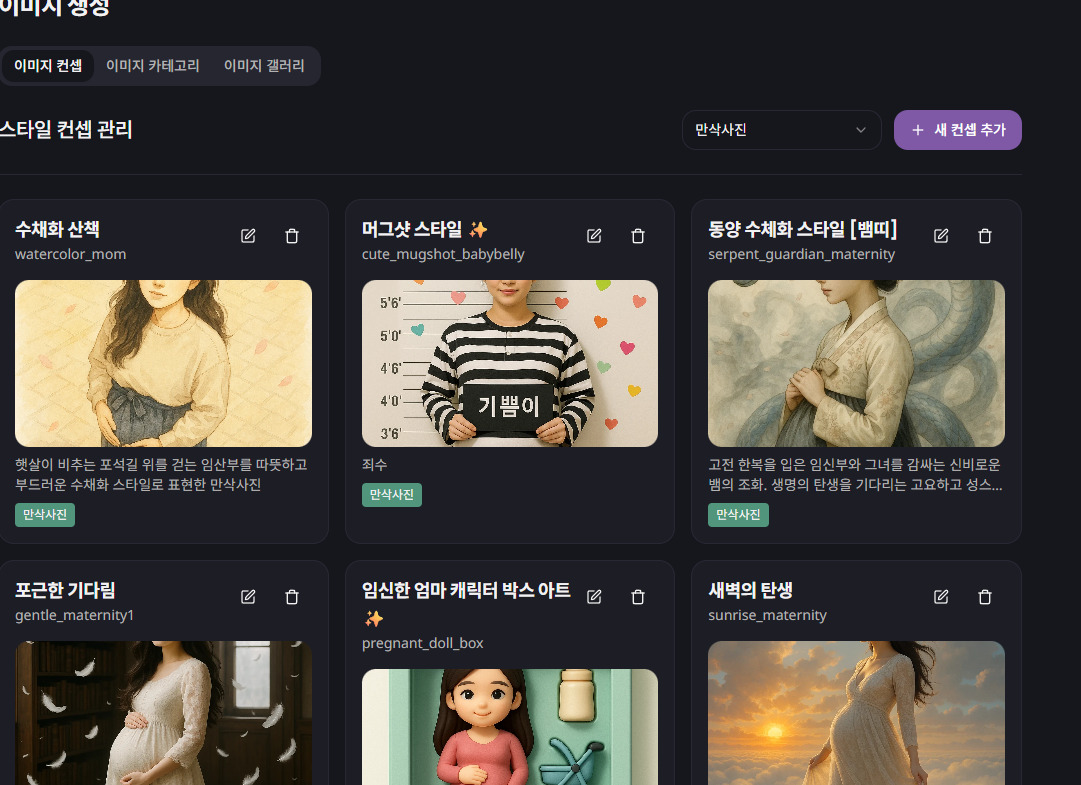 이미지 생성
이미지 컨셉 이미지 카테고리 이미지 갤러리
스타일 컨셉 관리
만삭사진
+ 새 컨셉 추가
수채화 산책
watercolor_mom
햇살이 비추는 포석길 위를 걷는 임산부를 따뜻하고
부드러운 수채화 스타일로 표현한 만삭사진
만삭사진
머그샷 스타일 ✨
cute_mugshot_babybelly
5'6'
5'0'
4'6'
4'0'
3'6'
기쁨이
죄수
만삭사진
동양 수체화 스타일 [뱀띠]
serpent_guardian_maternity
고전 한복을 입은 임신부와 그녀를 감싸는 신비로운
뱀의 조화. 생명의 탄생을 기다리는 고요하고 성스...
만삭사진
포근한 기다림
gentle_maternity1
임신한 엄마 캐릭터 박스 아트
✨
pregnant_doll_box
새벽의 탄생
sunrise_maternity